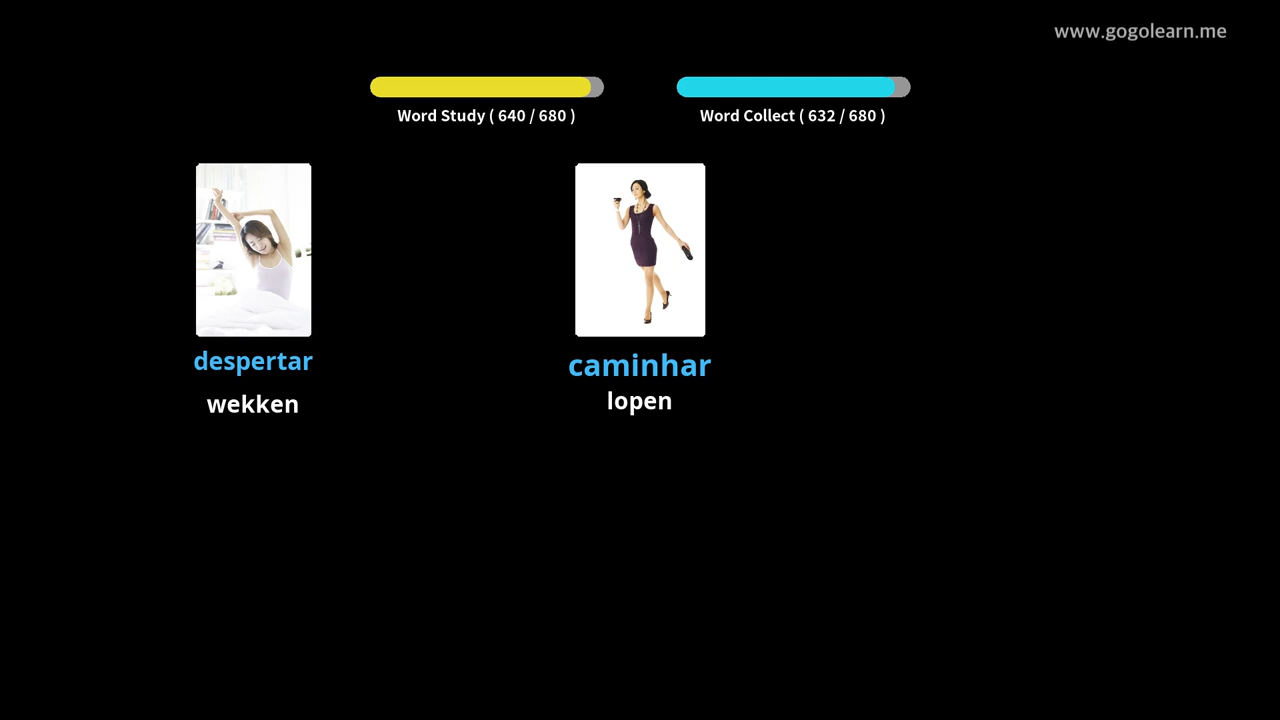 www.gogolearn.me
Word Study ( 640 / 680 )
Word Collect ( 632 / 680 )
despertar
wekken
caminhar
lopen